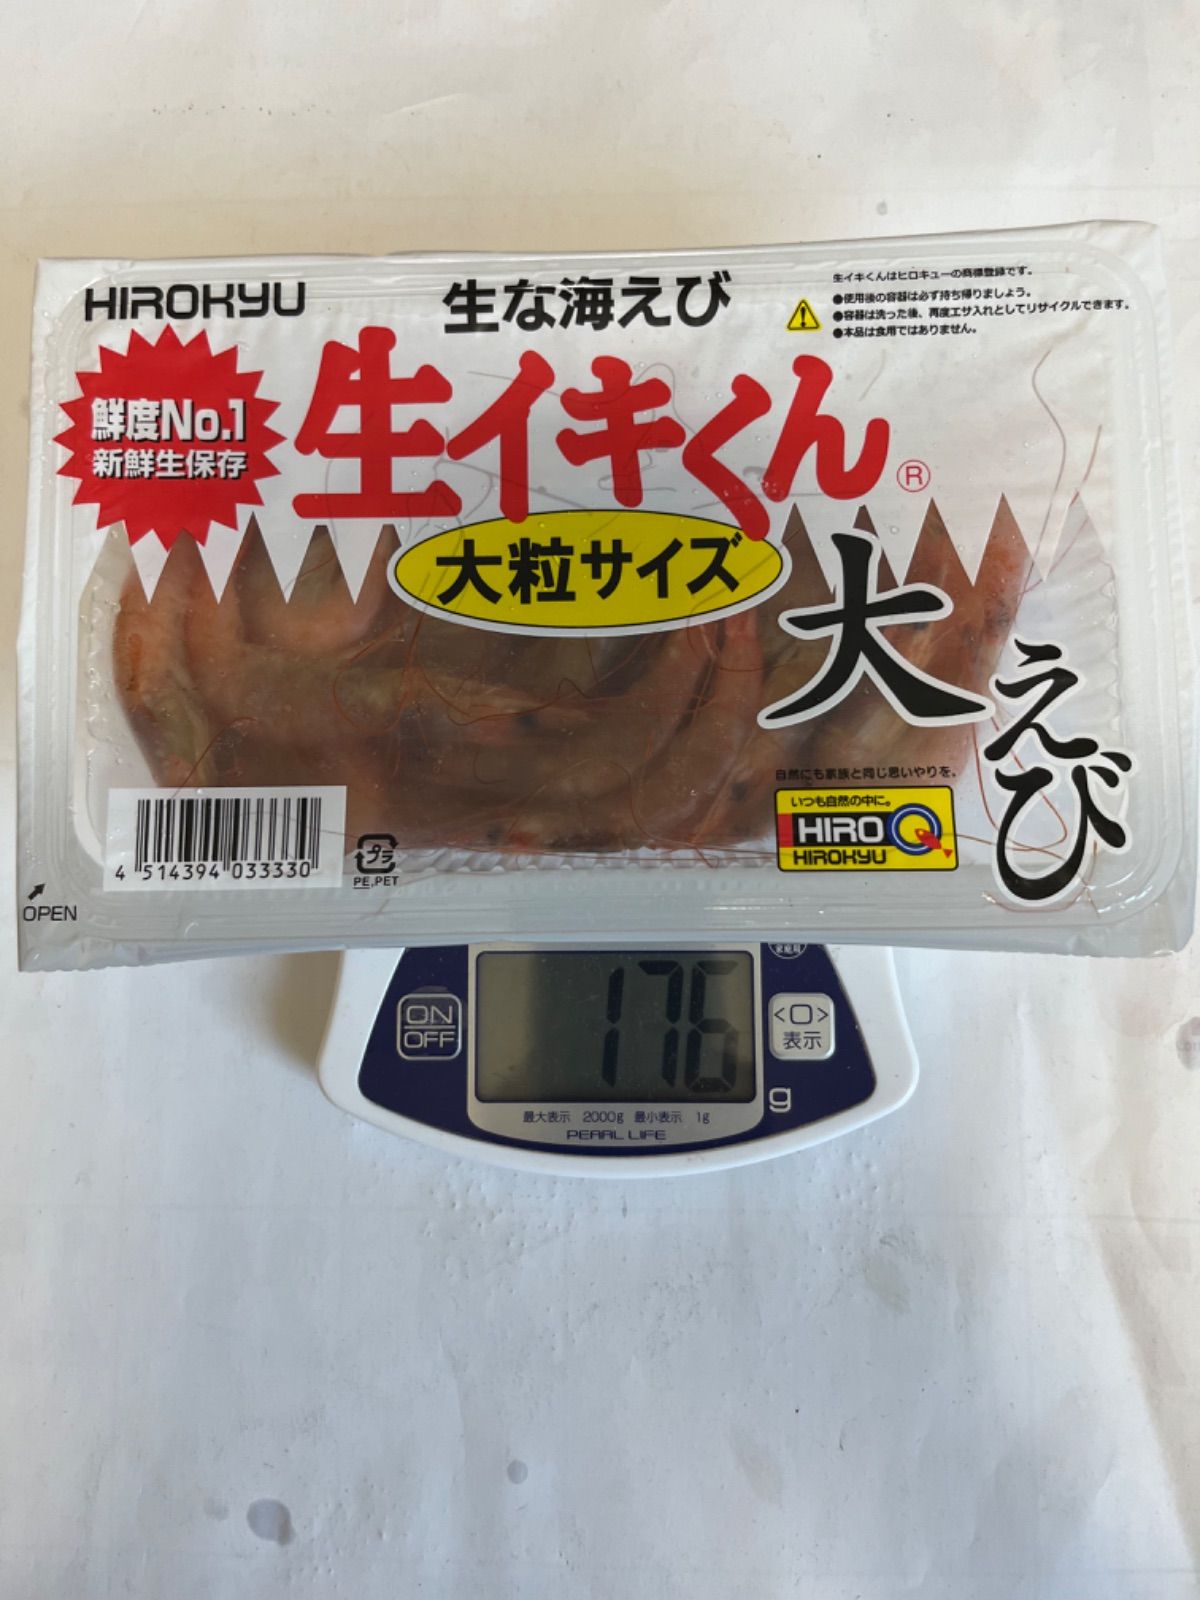 HIROKYU
生な海えび
生イキくんはヒロキューの商標登録です。
●使用後の容器は必ず持ち帰りましょう。
●容器は洗った後、再度エサ入れとしてリサイクルできます。
●本品は食用ではありません。
鮮度No.1
新鮮生保存
生イキくん®
大粒サイズ
大えび
自然にも家族と同じ思いやりを。
いつも自然の中に。
HIRO Q
HIROKYU
4 514394 033330
プラ
PE,PET
OPEN
家庭用
ON
OFF
176
<0>
表示
g
最大表示 2000g 最小表示 1g
PEARL LIFE